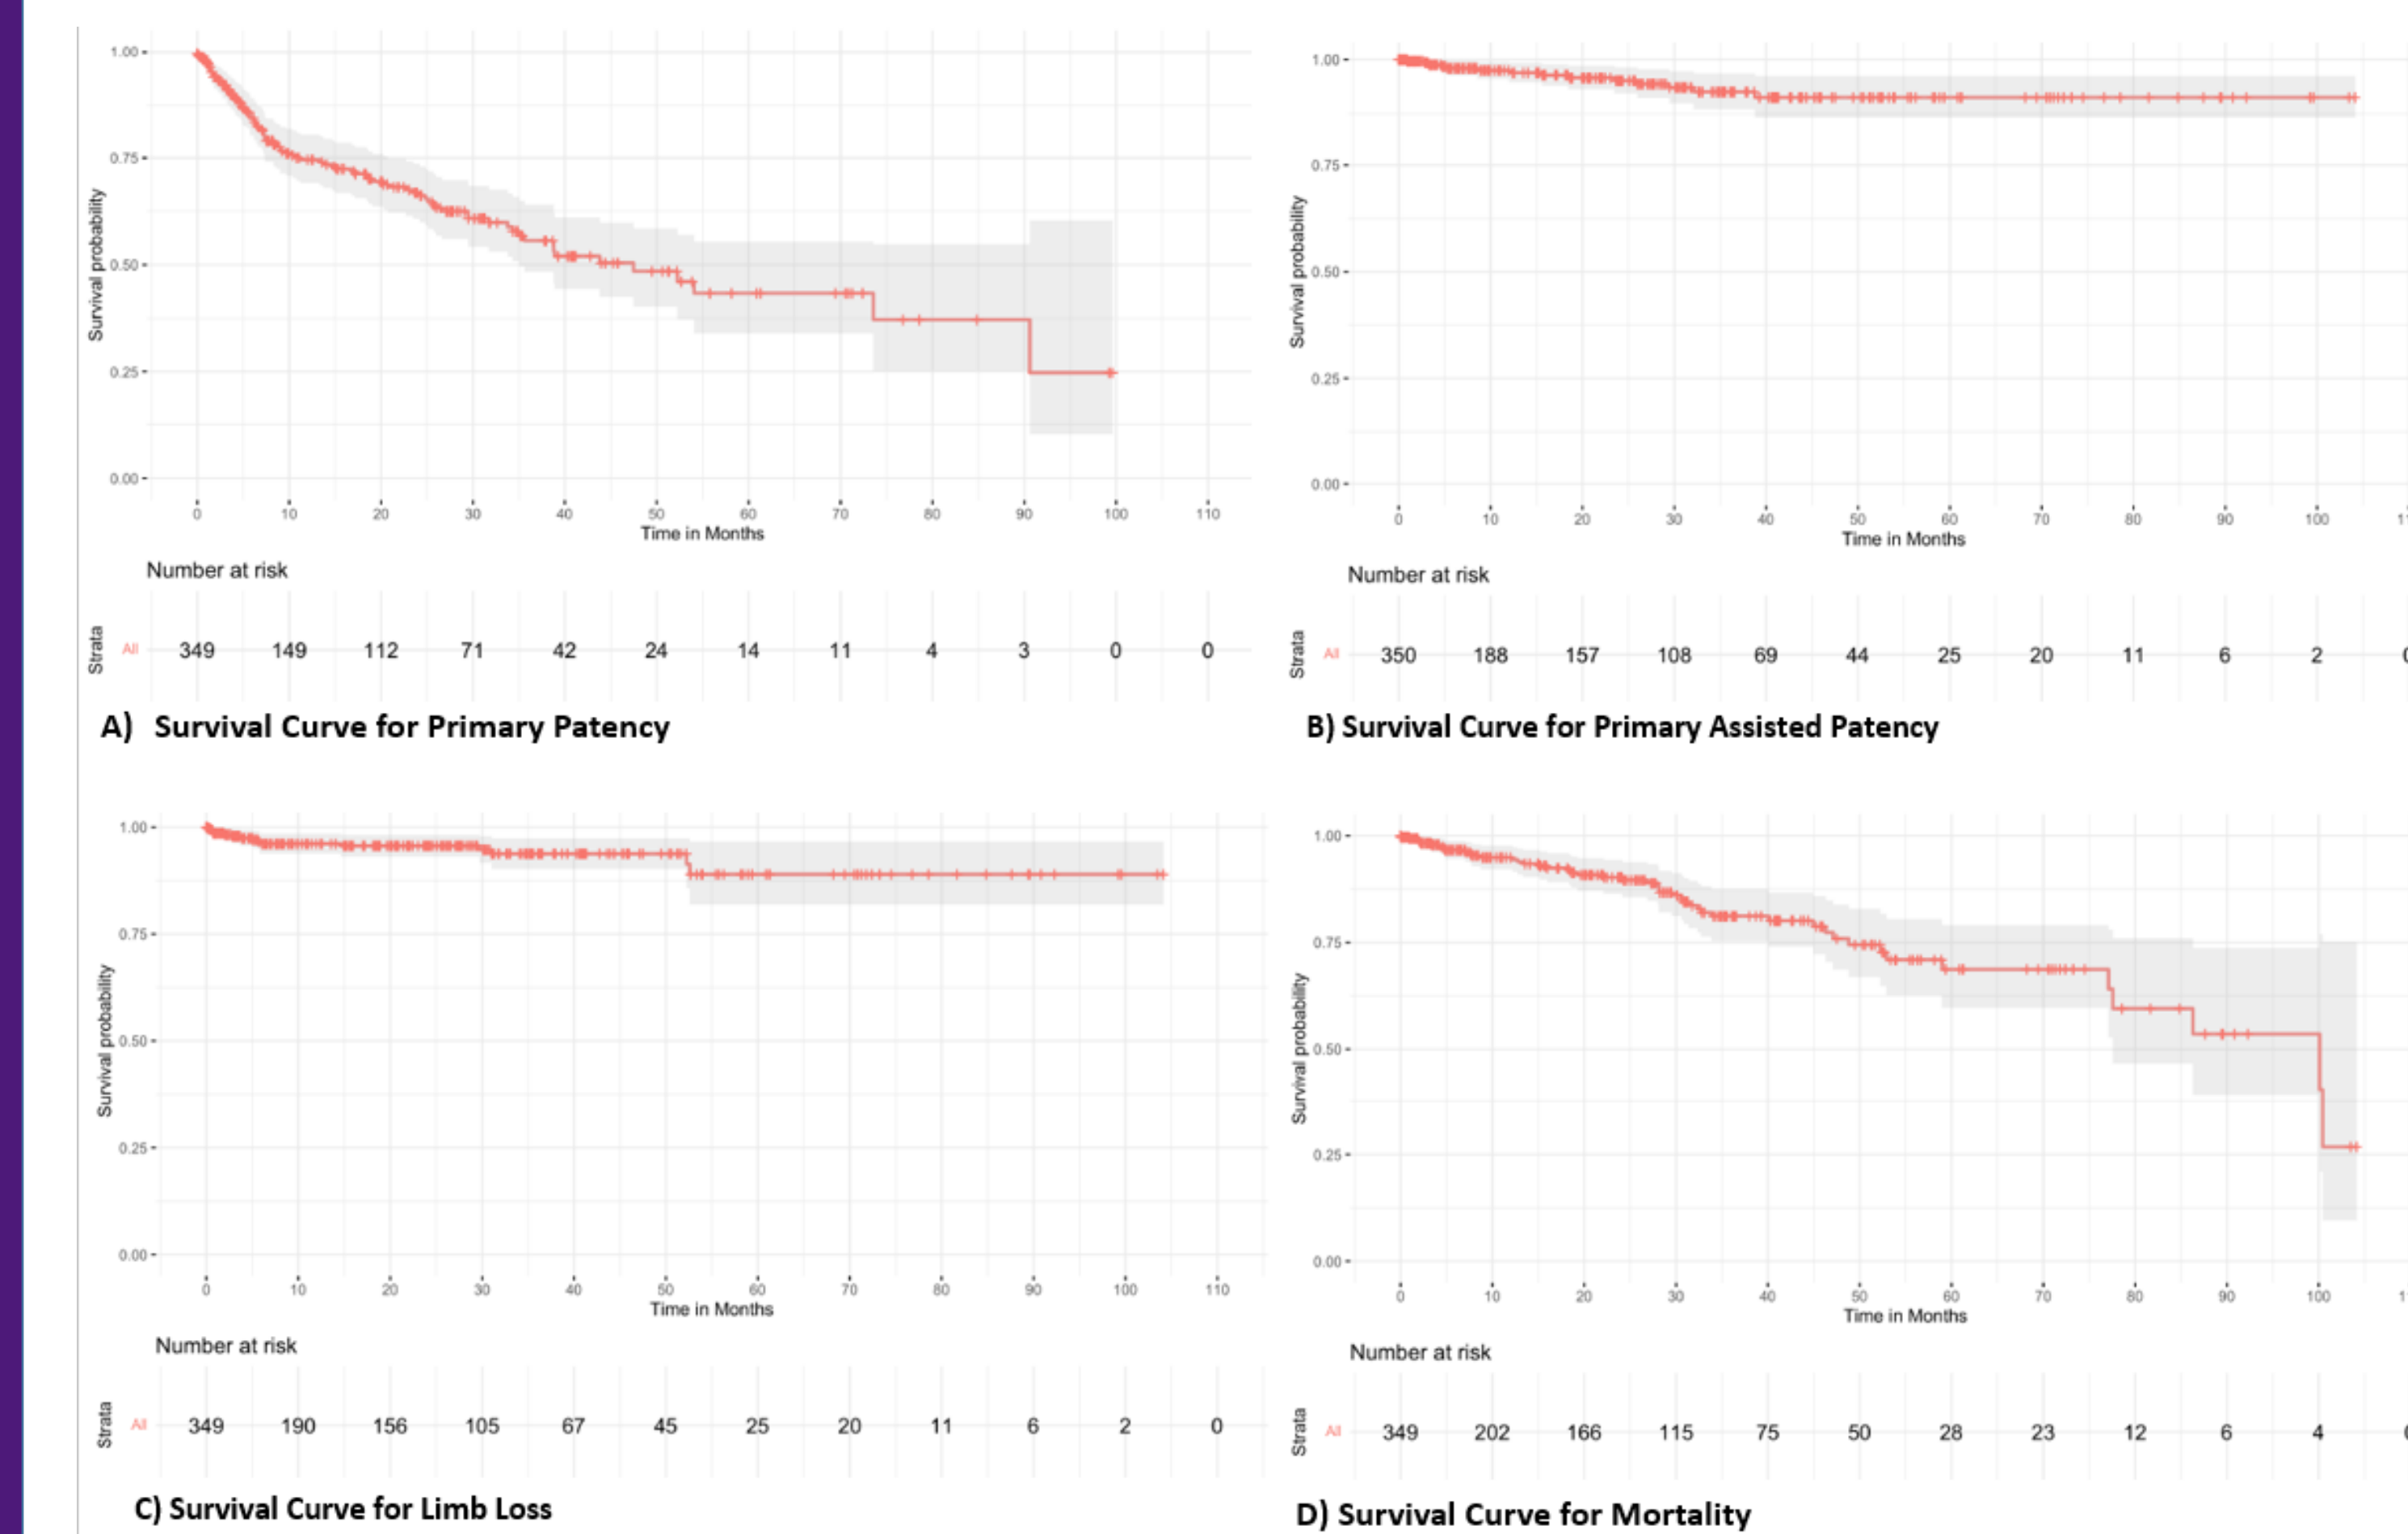 1.00
0.75
0.50
0.25
0.00
Survival probability
0 10 20 30 40 50 60 70 80 90 100 110
Time in Months
Number at risk
Strata
All 349 149 112 71 42 24 14 11 4 3 0 0
A) Survival Curve for Primary Patency
1.00
0.75
0.50
0.25
0.00
Survival probability
0 10 20 30 40 50 60 70 80 90 100
Time in Months
Number at risk
Strata
All 350 188 157 108 69 44 25 20 11 6 2
B) Survival Curve for Primary Assisted Patency
1.00
0.75
0.50
0.25
0.00
Survival probability
0 10 20 30 40 50 60 70 80 90 100 110
Time in Months
Number at risk
Strata
All 349 190 156 105 67 45 25 20 11 6 2 0
C) Survival Curve for Limb Loss
1.00
0.75
0.50
0.25
0.00
Survival probability
0 10 20 30 40 50 60 70 80 90 100
Time in Months
Number at risk
Strata
All 349 202 166 115 75 50 28 23 12 6 4
D) Survival Curve for Mortality